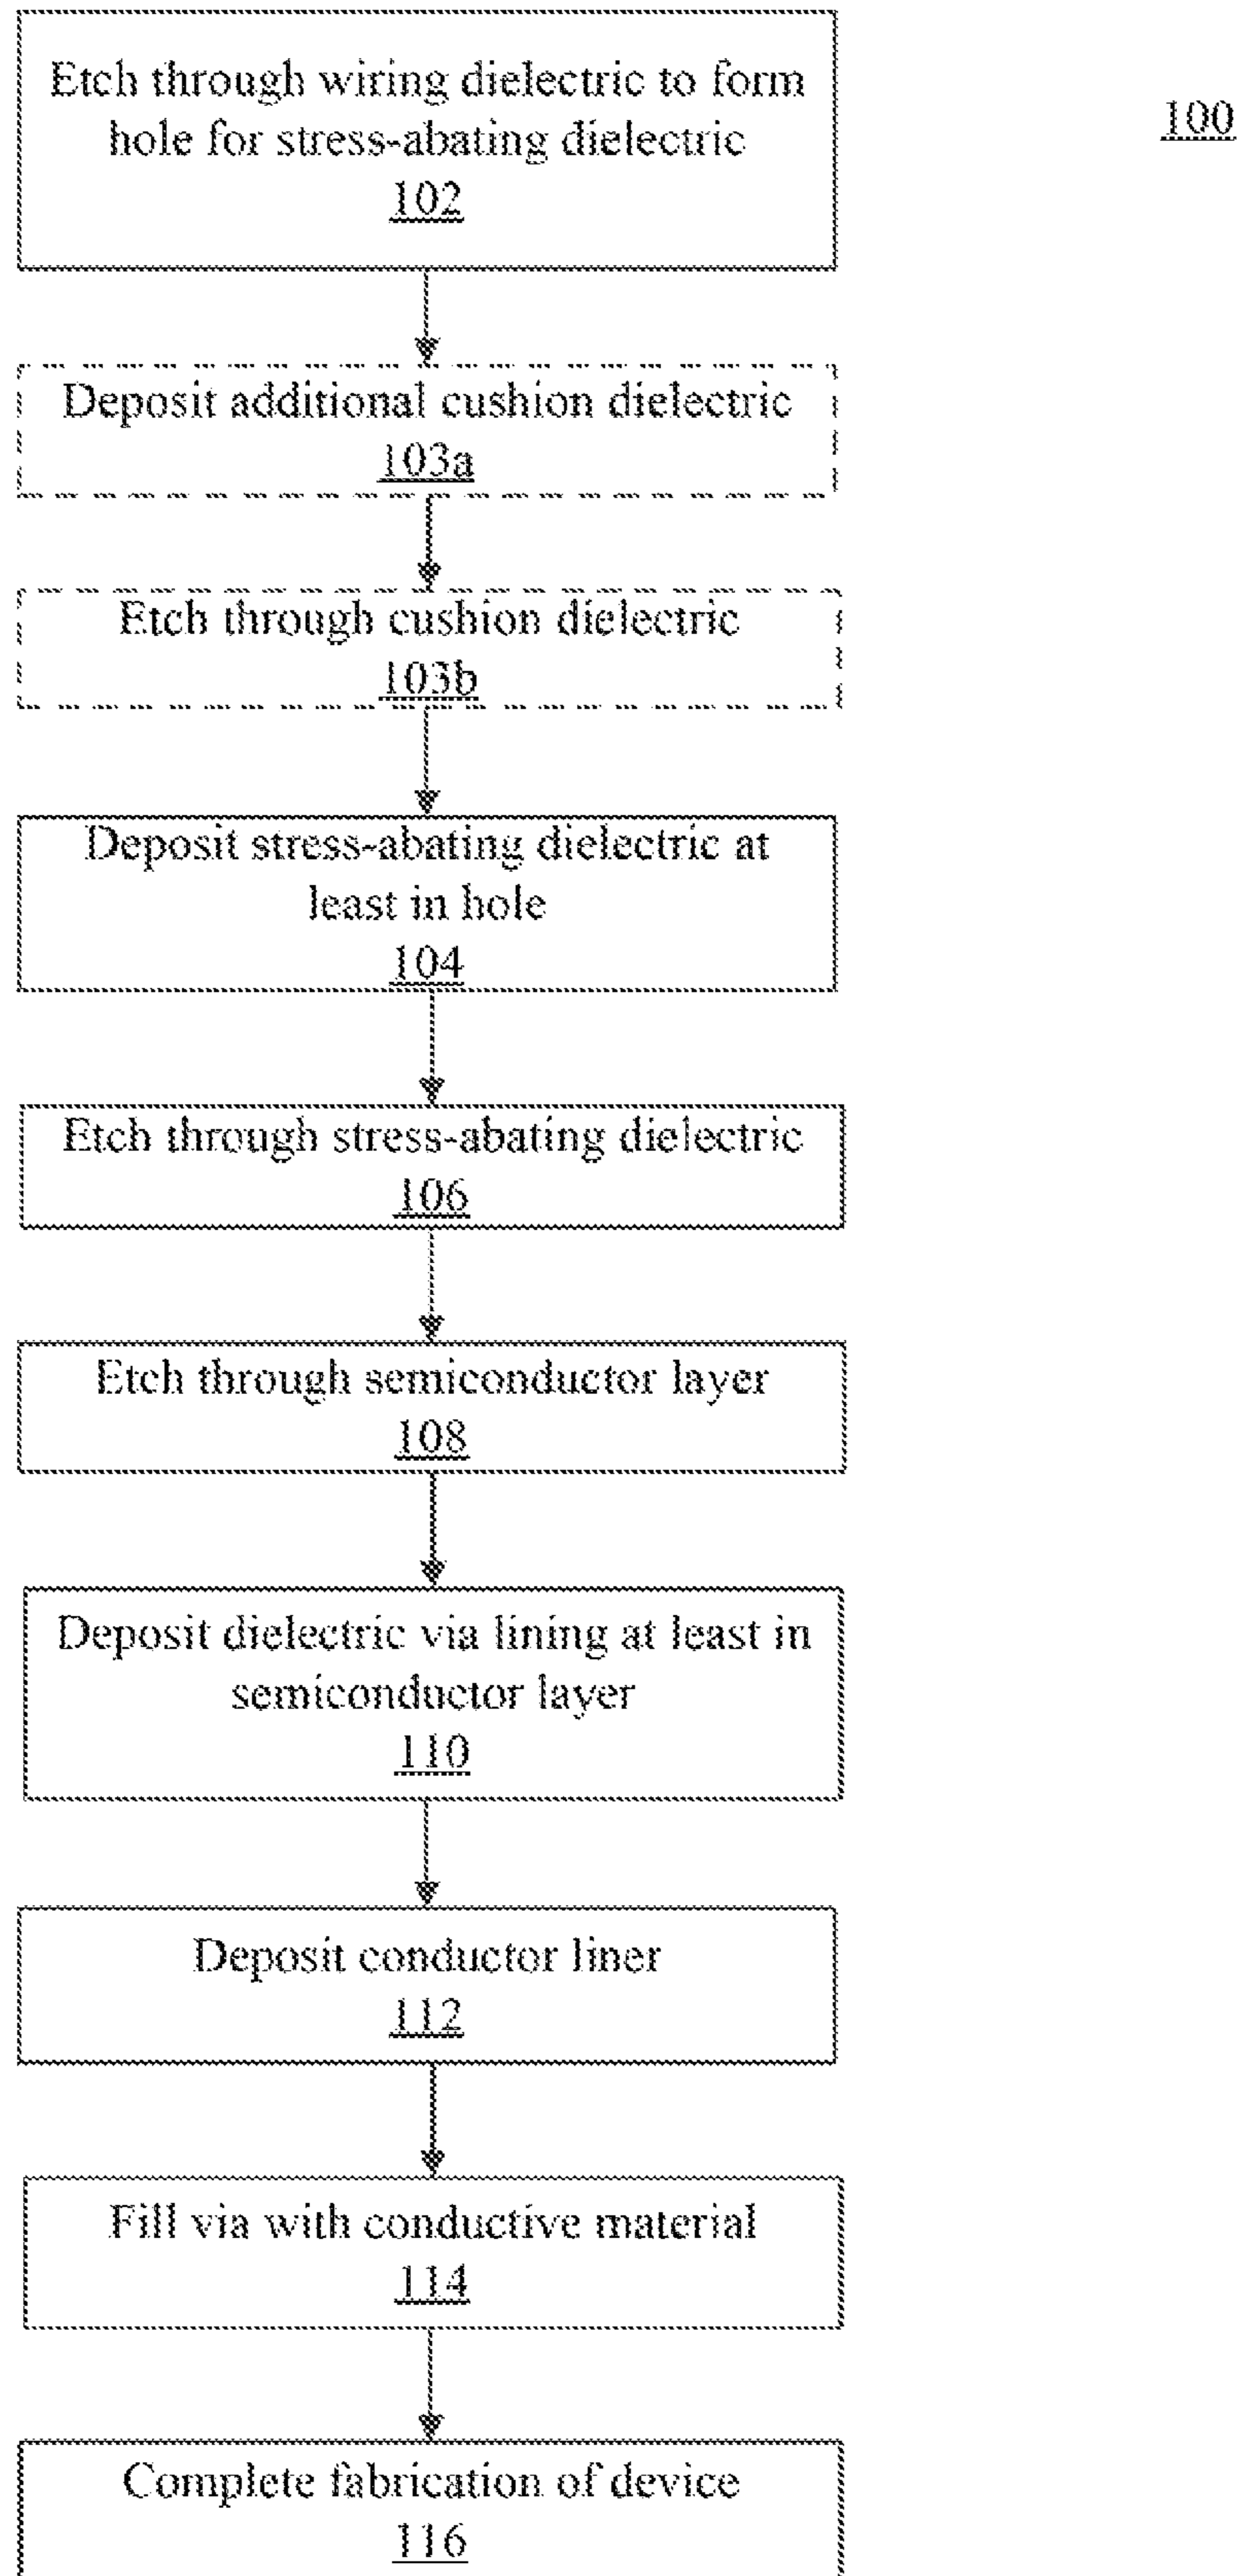 Etch through wiring dielectric to form
hole for stress-abating dielectric
102
100
Deposit additional cushion dielectric
103a
Etch through cushion dielectric
103b
Deposit stress-abating dielectric at
least in hole
104
Etch through stress-abating dielectric
106
Etch through semiconductor layer
108
Deposit dielectric via lining at least in
semiconductor layer
110
Deposit conductor liner
112
Fill via with conductive material
114
Complete fabrication of device
116